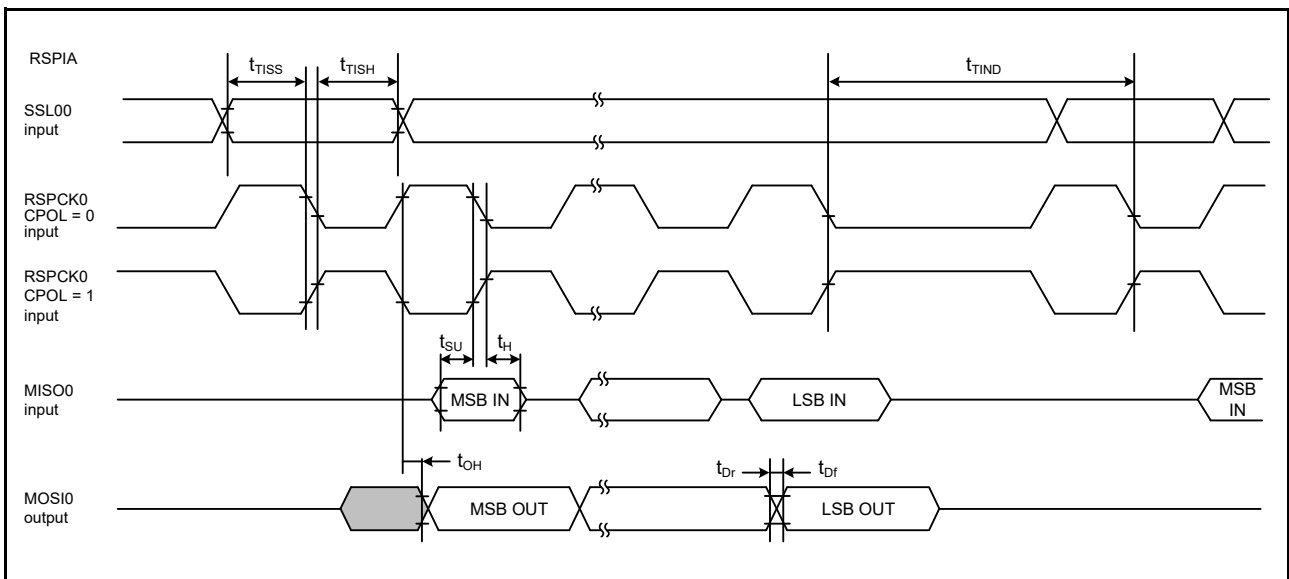 RSPIA
tTISS
tTISH
tTIND
SSL00
input
RSPCK0
CPOL = 0
input
RSPCK0
CPOL = 1
input
tSU
tH
MISO0
input
MSB IN
LSB IN
MSB
IN
tOH
tDr
tDf
MOSI0
output
MSB OUT
LSB OUT